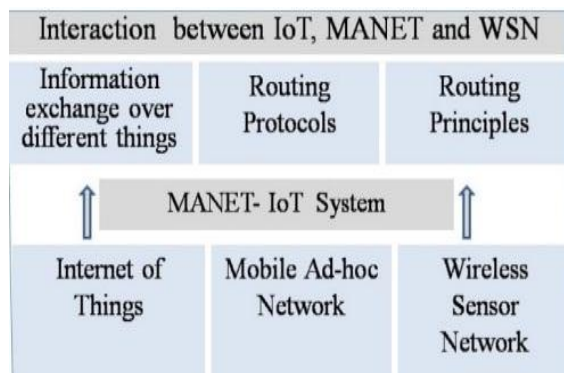 Interaction between IoT, MANET and WSN
Information
exchange over
different things
Routing
Protocols
Routing
Principles
MANET- IoT System
Internet of
Things
Mobile Ad-hoc
Network
Wireless
Sensor
Network